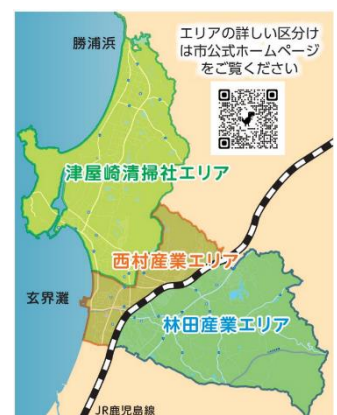 勝浦浜
エリアの詳しい区分け
は市公式ホームページ
をご覧ください
津屋崎清掃社エリア
西村産業エリア
玄界灘
林田産業エリア
JR鹿児島線